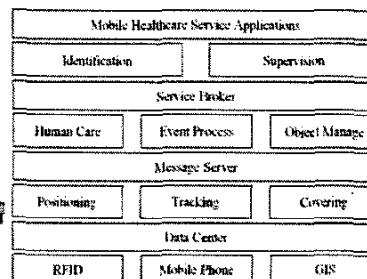 Mobile Healthcare Service Applications
Identification Supervision
Service Broker
Human Care Event Process Object Manage
Message Server
Positioning Tracking Covering
Data Center
RFID Mobile Phone GIS